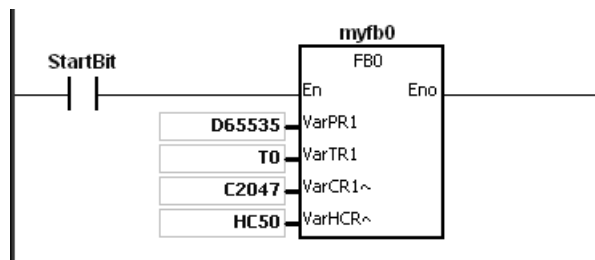 myfb0
StartBit
FB0
En Eno
D65535 VarPR1
T0 VarTR1
C2047 VarCR1~
HC50 VarHCR~